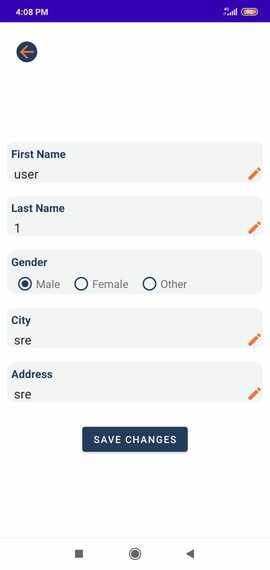 4:08 PM
4G
First Name
user
Last Name
1
Gender
Male Female Other
City
sre
Address
sre
SAVE CHANGES